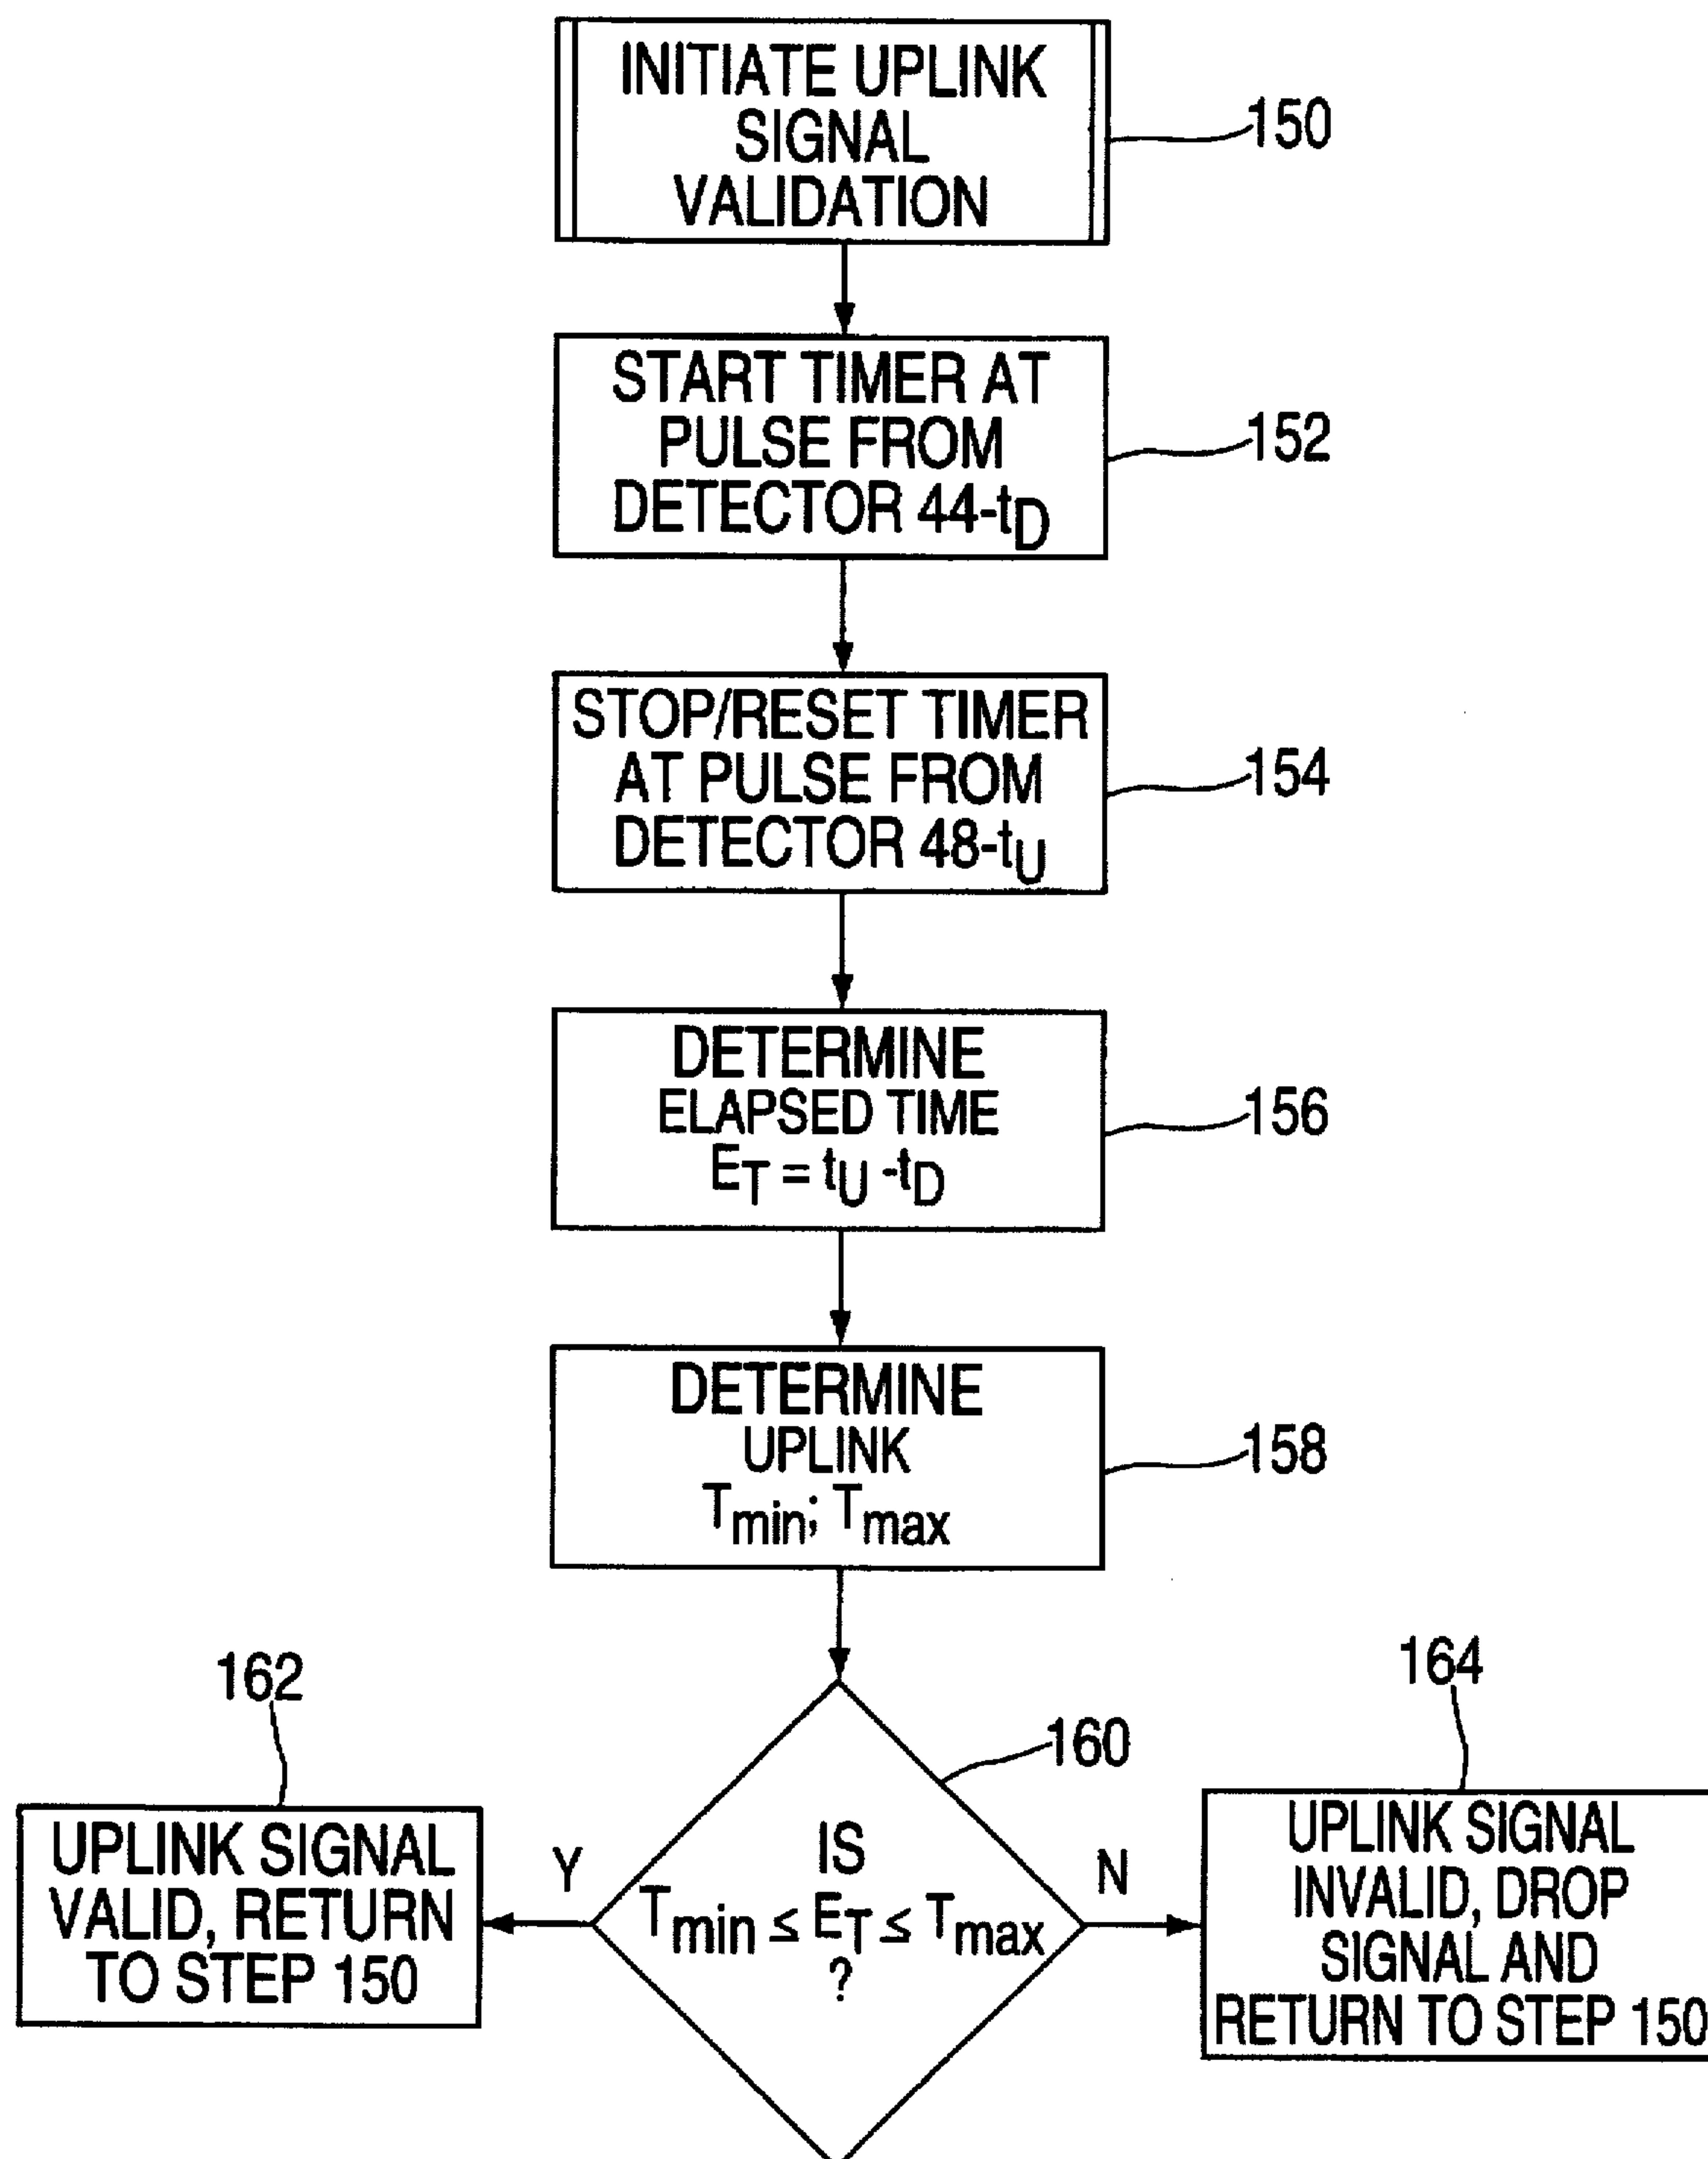 INITIATE UPLINK
SIGNAL
VALIDATION
150
START TIMER AT
PULSE FROM
DETECTOR 44-tD
152
STOP/RESET TIMER
AT PULSE FROM
DETECTOR 48-tU
154
DETERMINE
ELAPSED TIME
ET = tU -tD
156
DETERMINE
UPLINK
Tmin; Tmax
158
160
IS
Tmin ≤ ET ≤ Tmax
?
Y
N
162
UPLINK SIGNAL
VALID, RETURN
TO STEP 150
164
UPLINK SIGNAL
INVALID, DROP
SIGNAL AND
RETURN TO STEP 150